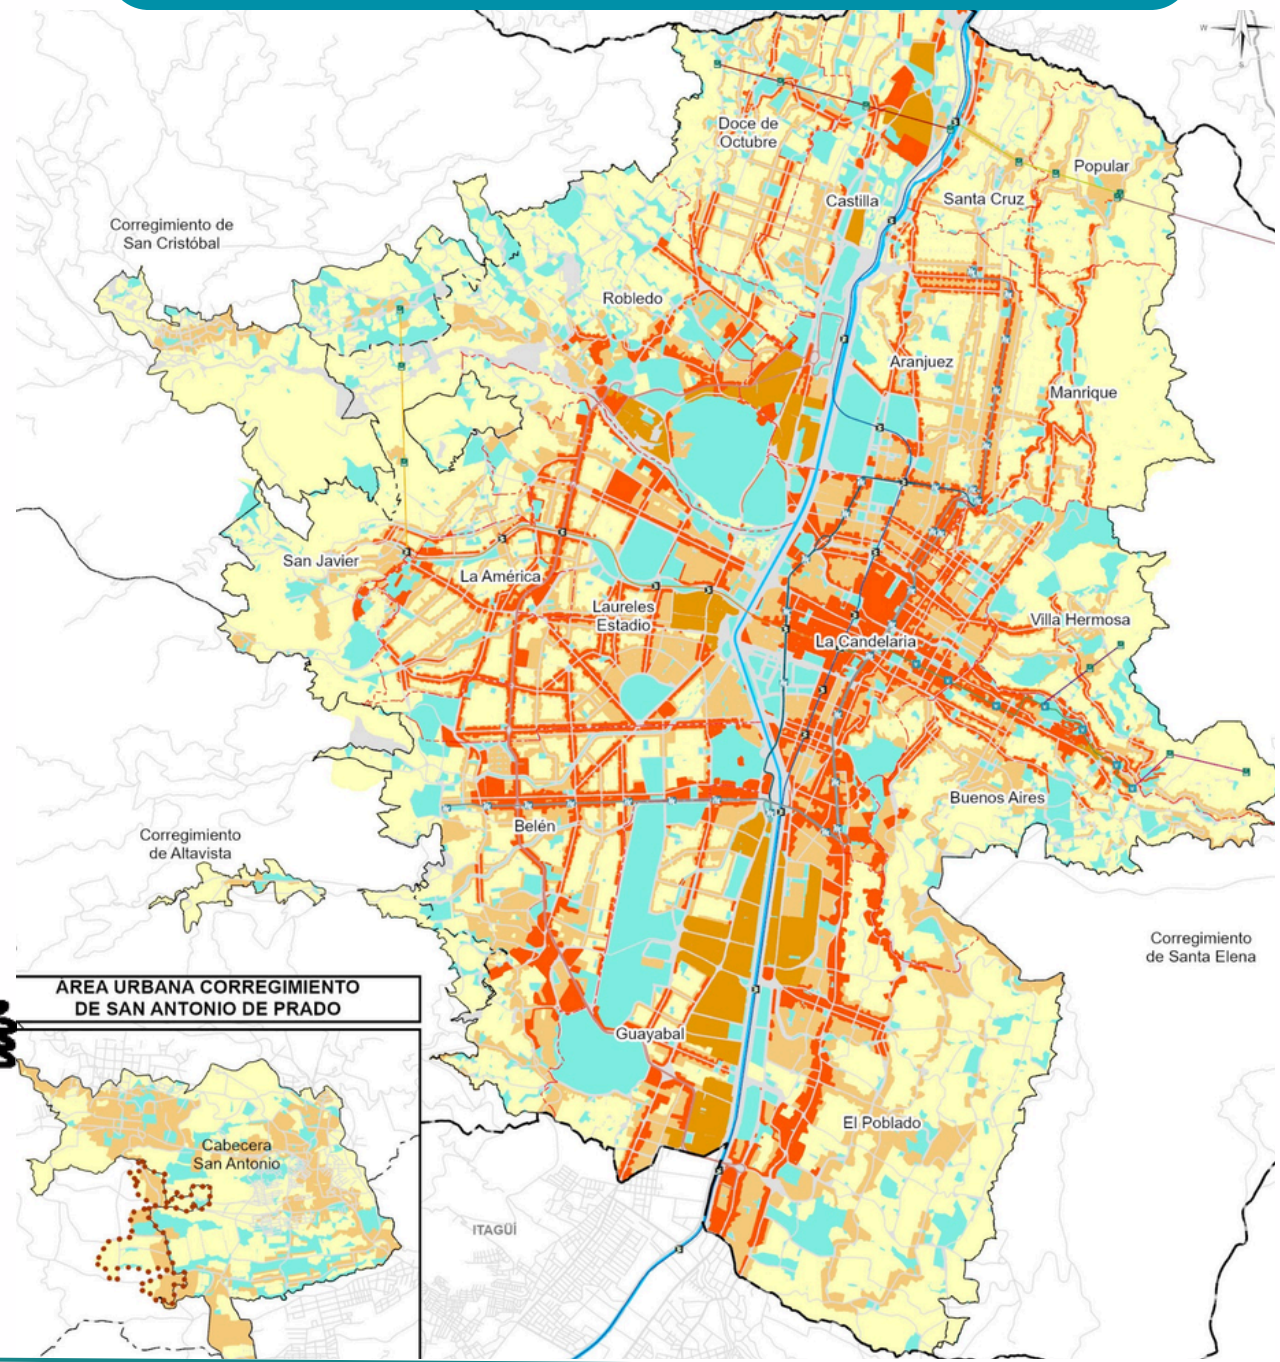 W
Doce de
Octubre
Popular
Castilla
Santa Cruz
Corregimiento de
San Cristóbal
Robledo
Aranjuez
Manrique
San Javier
La América
Laureles
Estadio
Villa Hermosa
La Candelaria
Buenos Aires
Belén
Corregimiento
de Altavista
Corregimiento
de Santa Elena
ÁREA URBANA CORREGIMIENTO
DE SAN ANTONIO DE PRADO
Guayabal
El Poblado
Cabecera
San Antonio
ITAGÜÍ